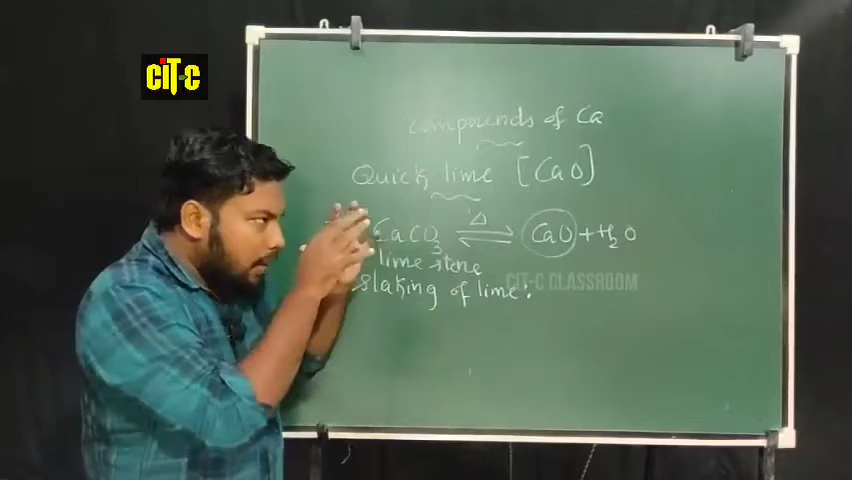 CiT-C
compounds of Ca
Quick lime [CaO]
CaCO3 Δ ⇌ CaO + H2O
lime stone
CiT-C CLASSROOM
Slaking of lime: